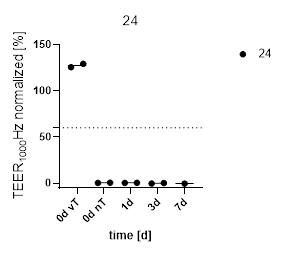 24
24
TEER1000Hz normalized [%]
150
100
50
0
0d vT
0d nT
1d
3d
7d
time [d]